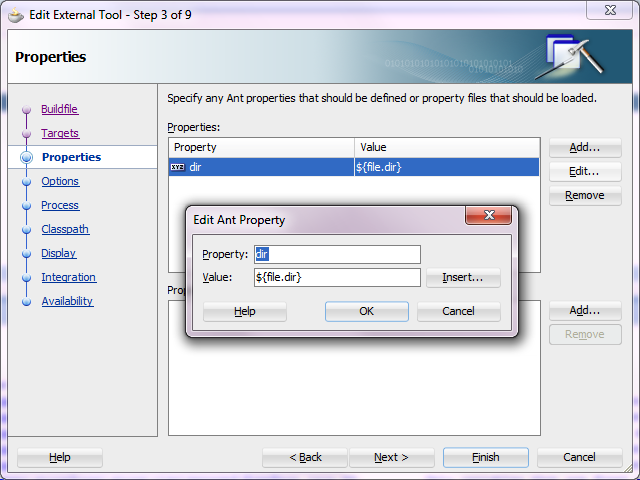 Edit External Tool - Step 3 of 9
Properties
Buildfile
Targets
Properties
Options
Process
Classpath
Display
Integration
Availability
Specify any Ant properties that should be defined or property files that should be loaded.
Properties:
Property Value
XYZ dir ${file.dir}
Add...
Edit...
Remove
Edit Ant Property
Property: dir
Value: ${file.dir} Insert...
Help OK Cancel
Add...
Remove
Help < Back Next > Finish Cancel